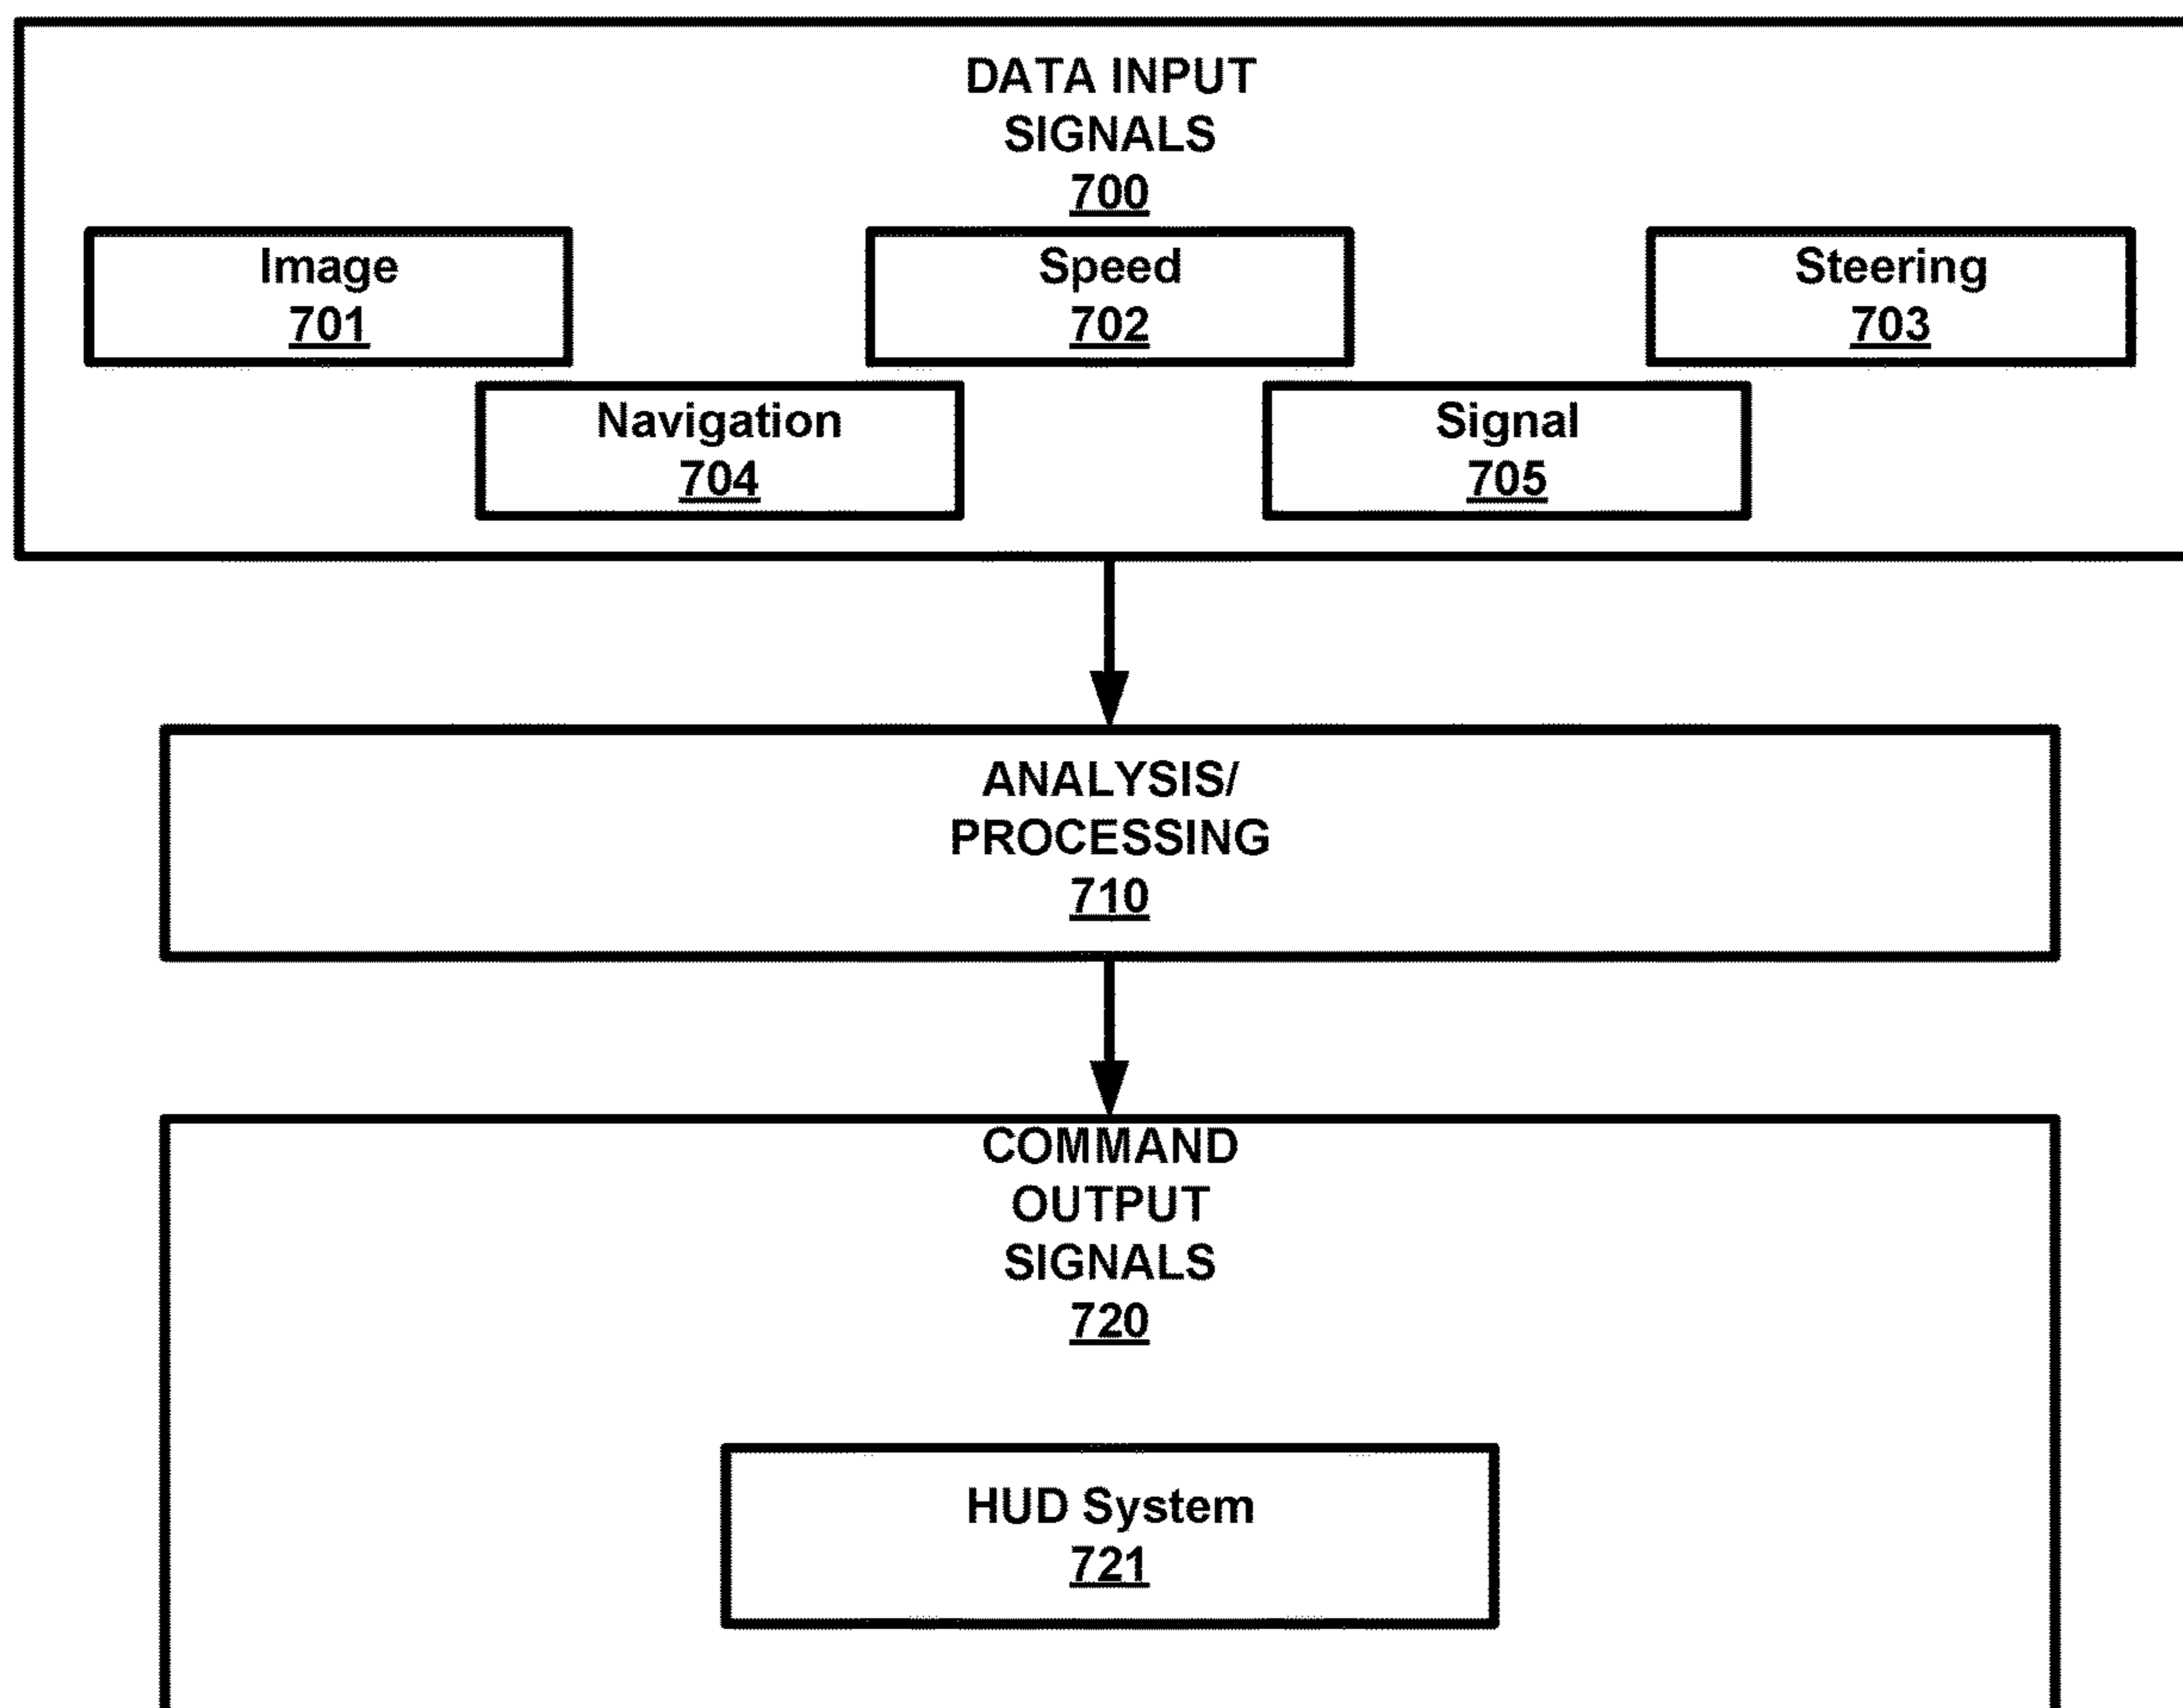 DATA INPUT
SIGNALS
700
Image
701
Speed
702
Steering
703
Navigation
704
Signal
705
ANALYSIS/
PROCESSING
710
COMMAND
OUTPUT
SIGNALS
720
HUD System
721